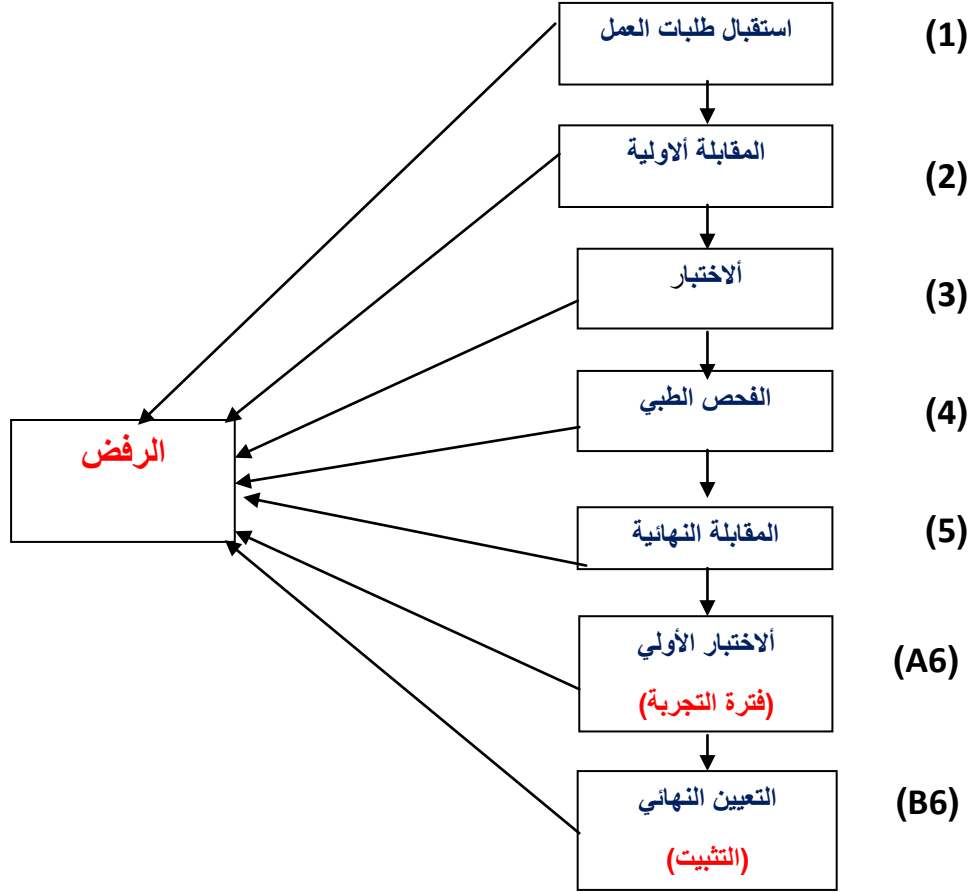 استقبال طلبات العمل
(1)
المقابلة ألاولية
(2)
ألاختبار
(3)
الفحص الطبي
(4)
الرفض
المقابلة النهائية
(5)
ألاختبار الأولي
(فترة التجربة)
(A6)
التعيين النهائي
(التثبيت)
(B6)